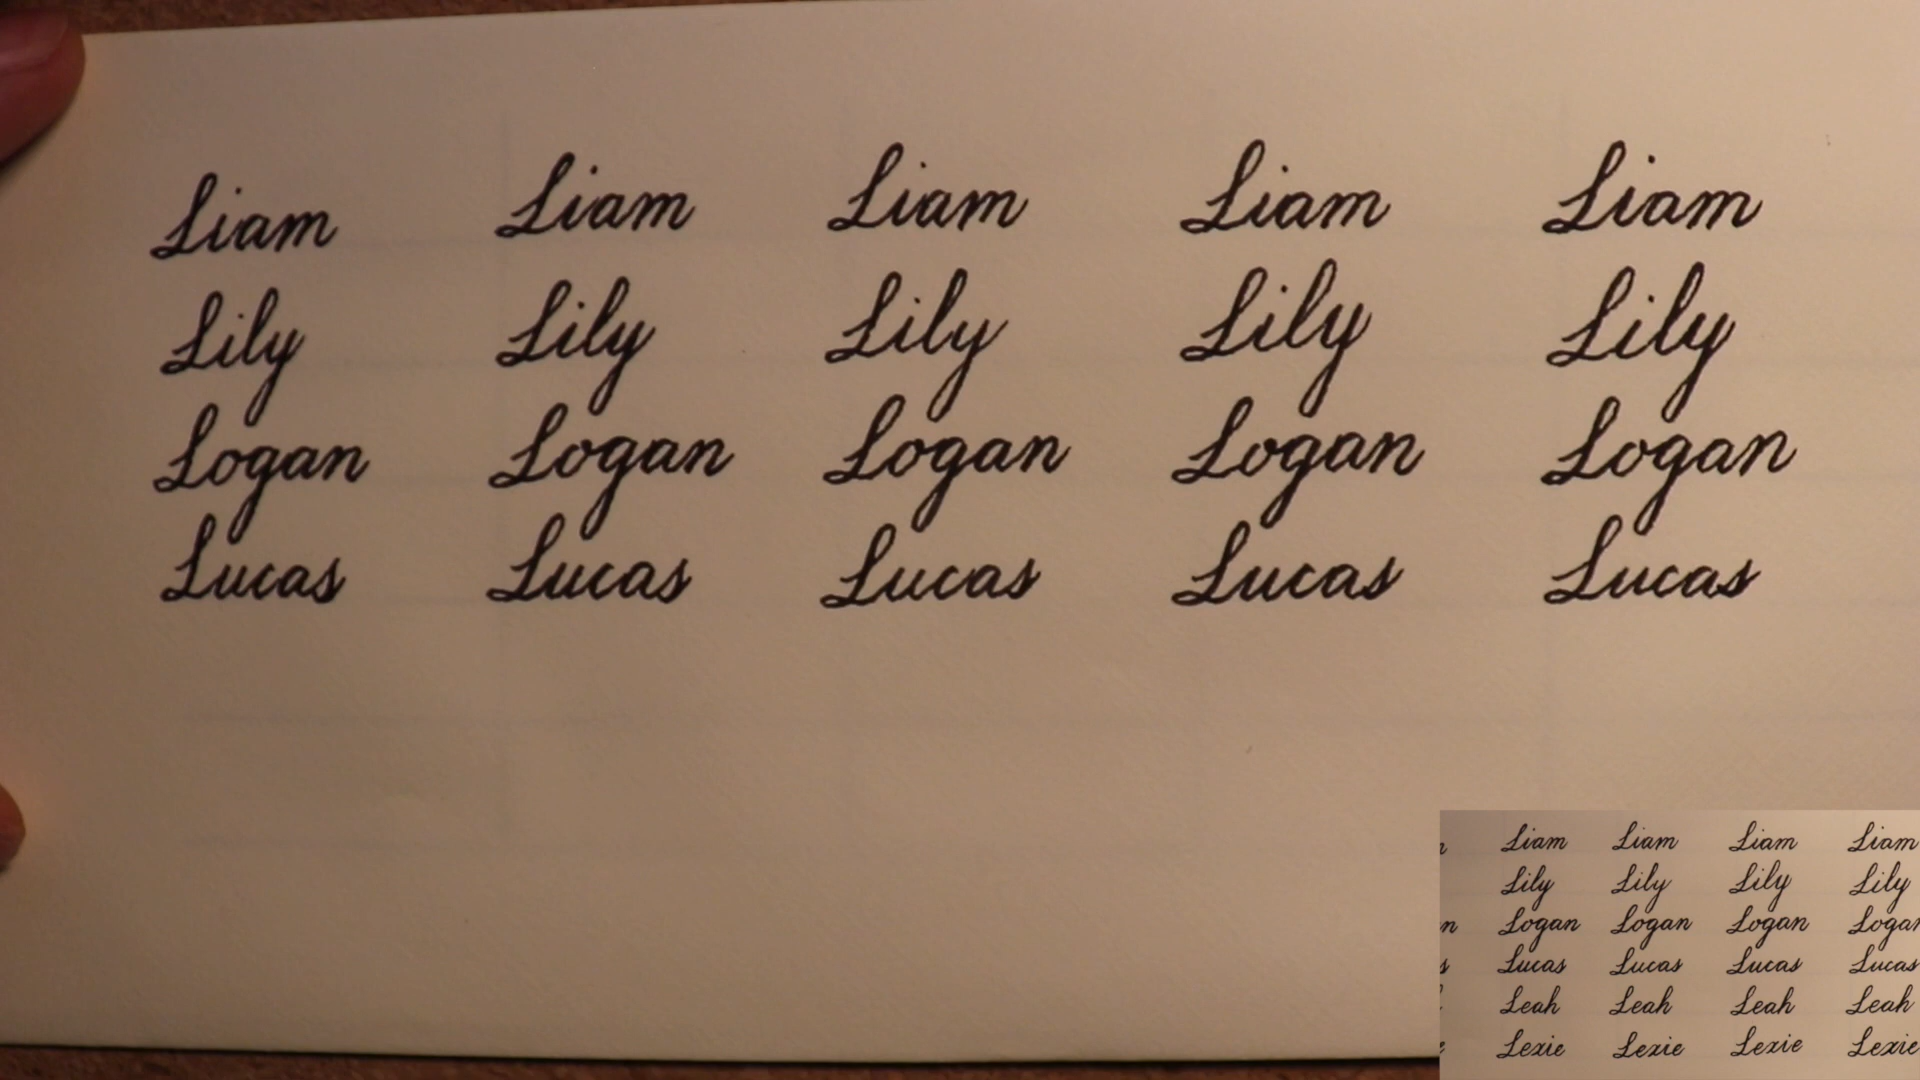 Liam Liam Liam Liam Liam
Lily Lily Lily Lily Lily
Logan Logan Logan Logan Logan
Lucas Lucas Lucas Lucas Lucas
Liam Liam Liam Liam
Lily Lily Lily Lily
n Logan Logan Logan Logan
s Lucas Lucas Lucas Lucas
Leah Leah Leah Leah
Lexie Lexie Lexie Lexie